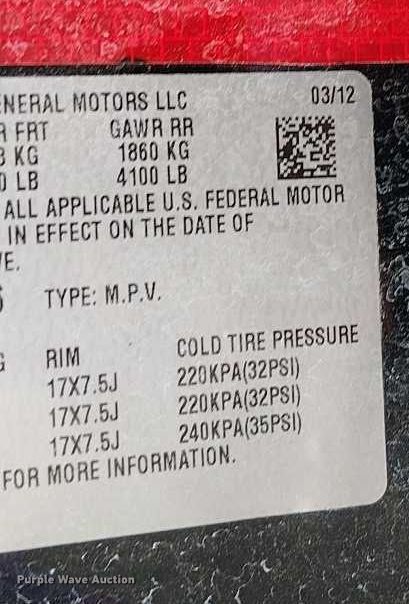 GENERAL MOTORS LLC 03/12
FRT GAWR RR
KG 1860 KG
LB 4100 LB
ALL APPLICABLE U.S. FEDERAL MOTOR
IN EFFECT ON THE DATE OF
E.
TYPE: M.P.V.
RIM COLD TIRE PRESSURE
17X7.5J 220KPA(32PSI)
17X7.5J 220KPA(32PSI)
17X7.5J 240KPA(35PSI)
FOR MORE INFORMATION.
Purple Wave Auction